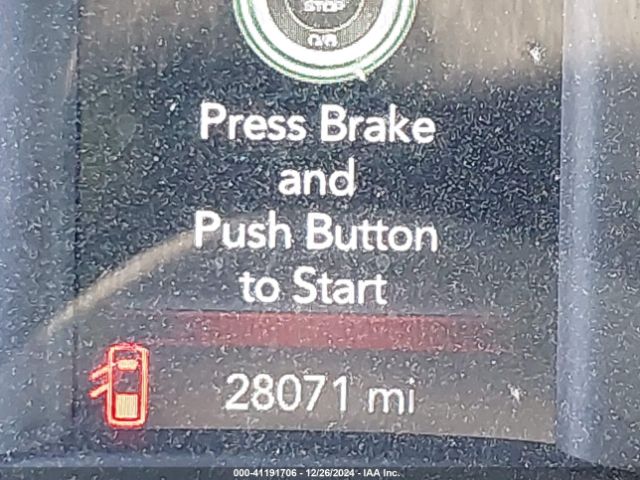 STOP
Press Brake
and
Push Button
to Start
28071 mi
000-41191706 - 12/26/2024 - IAA Inc.